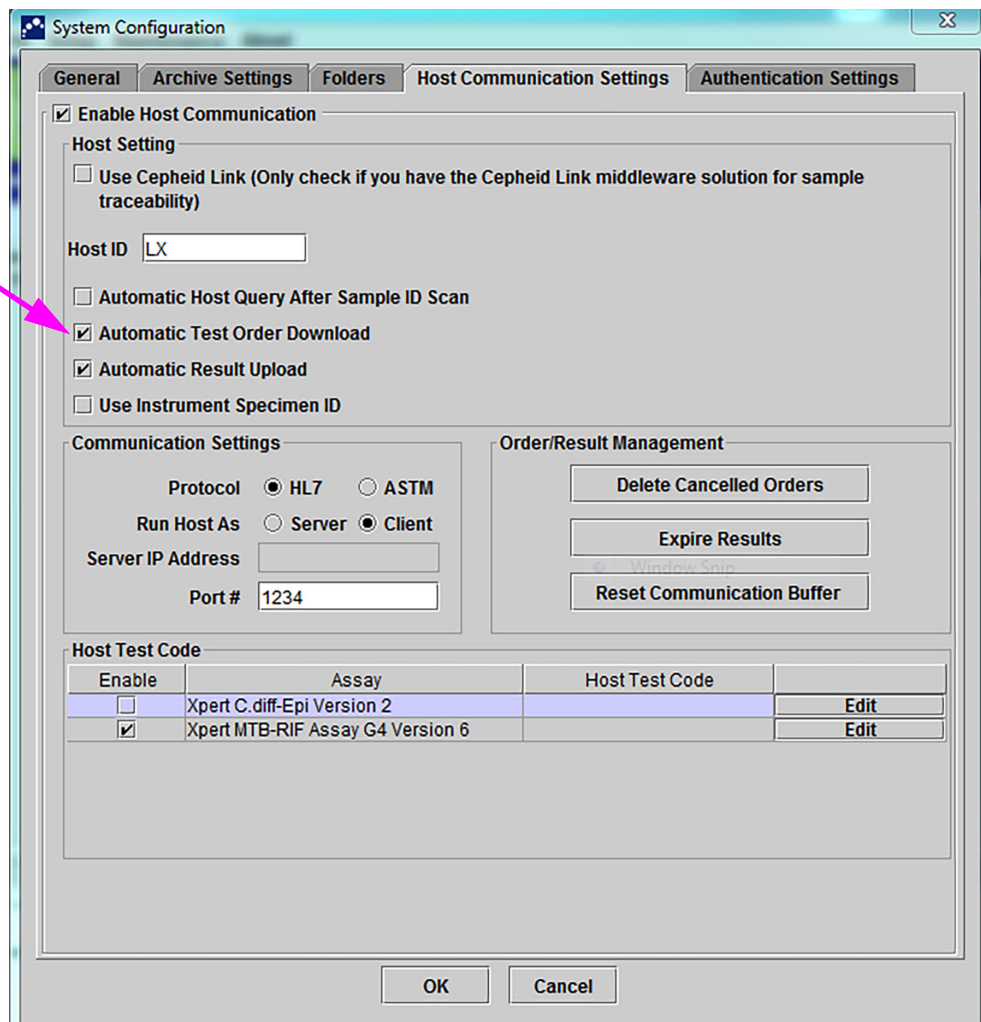 System Configuration
General Archive Settings Folders Host Communication Settings Authentication Settings
Enable Host Communication
Host Setting
Use Cepheid Link (Only check if you have the Cepheid Link middleware solution for sample
traceability)
Host ID LX
Automatic Host Query After Sample ID Scan
Automatic Test Order Download
Automatic Result Upload
Use Instrument Specimen ID
Communication Settings
Protocol HL7 ASTM
Run Host As Server Client
Server IP Address
Port # 1234
Order/Result Management
Delete Cancelled Orders
Expire Results
Window Snip
Reset Communication Buffer
Host Test Code
Enable Assay Host Test Code
Xpert C.diff-Epi Version 2 Edit
Xpert MTB-RIF Assay G4 Version 6 Edit
OK Cancel